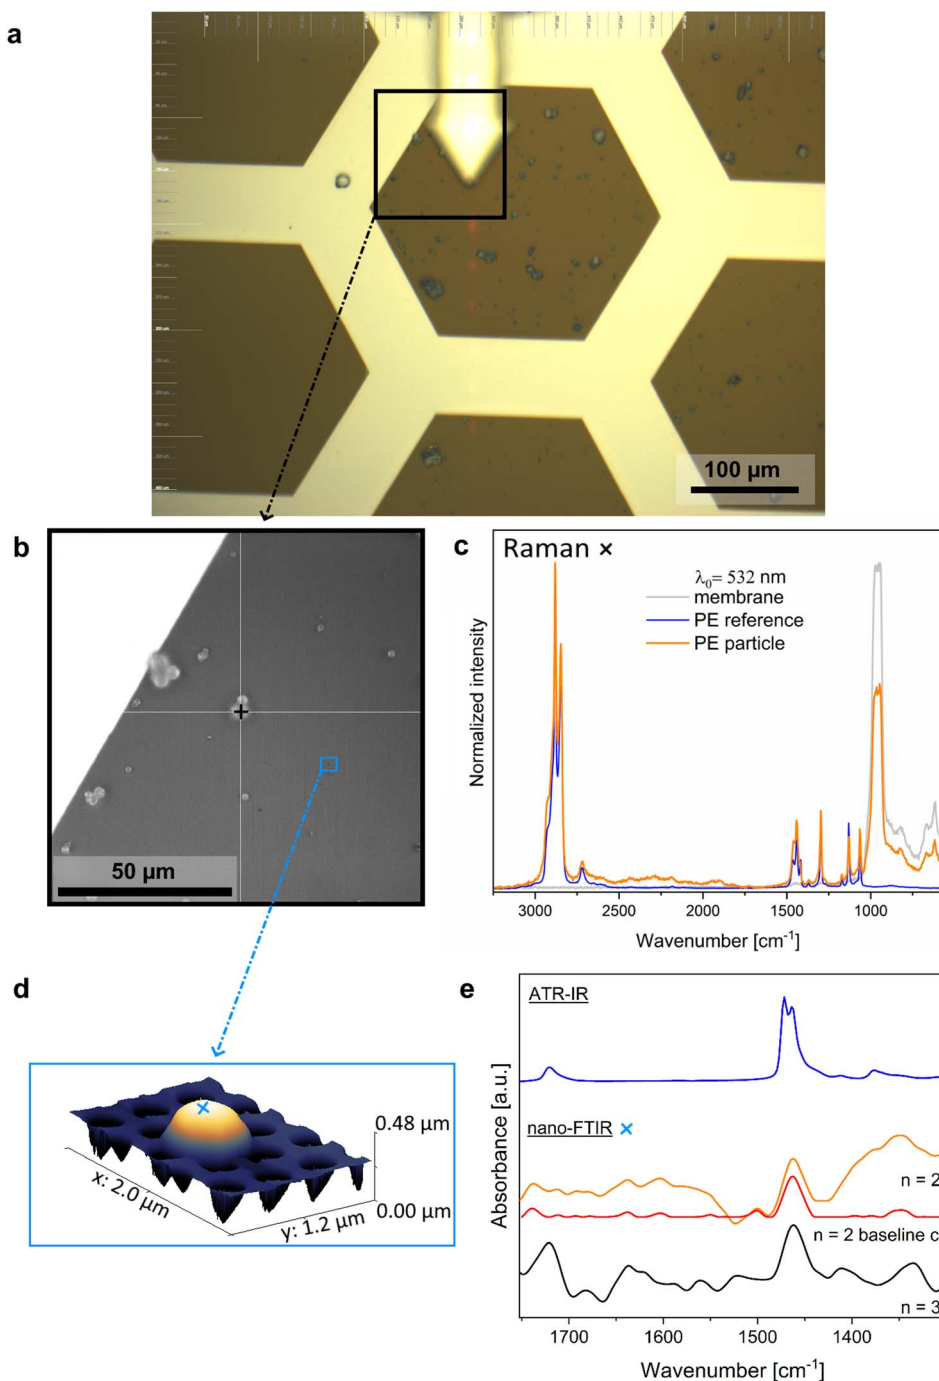 a
100 µm
b
50 µm
c
Raman ×
λ₀= 532 nm
membrane
PE reference
PE particle
Normalized intensity
3000 2500 2000 1500 1000
Wavenumber [cm⁻¹]
d
0.48 µm
0.00 µm
x: 2.0 µm
y: 1.2 µm
e
ATR-IR
nano-FTIR ×
n = 2
n = 2 baseline c
n = 3
Absorbance [a.u.]
1700 1600 1500 1400
Wavenumber [cm⁻¹]